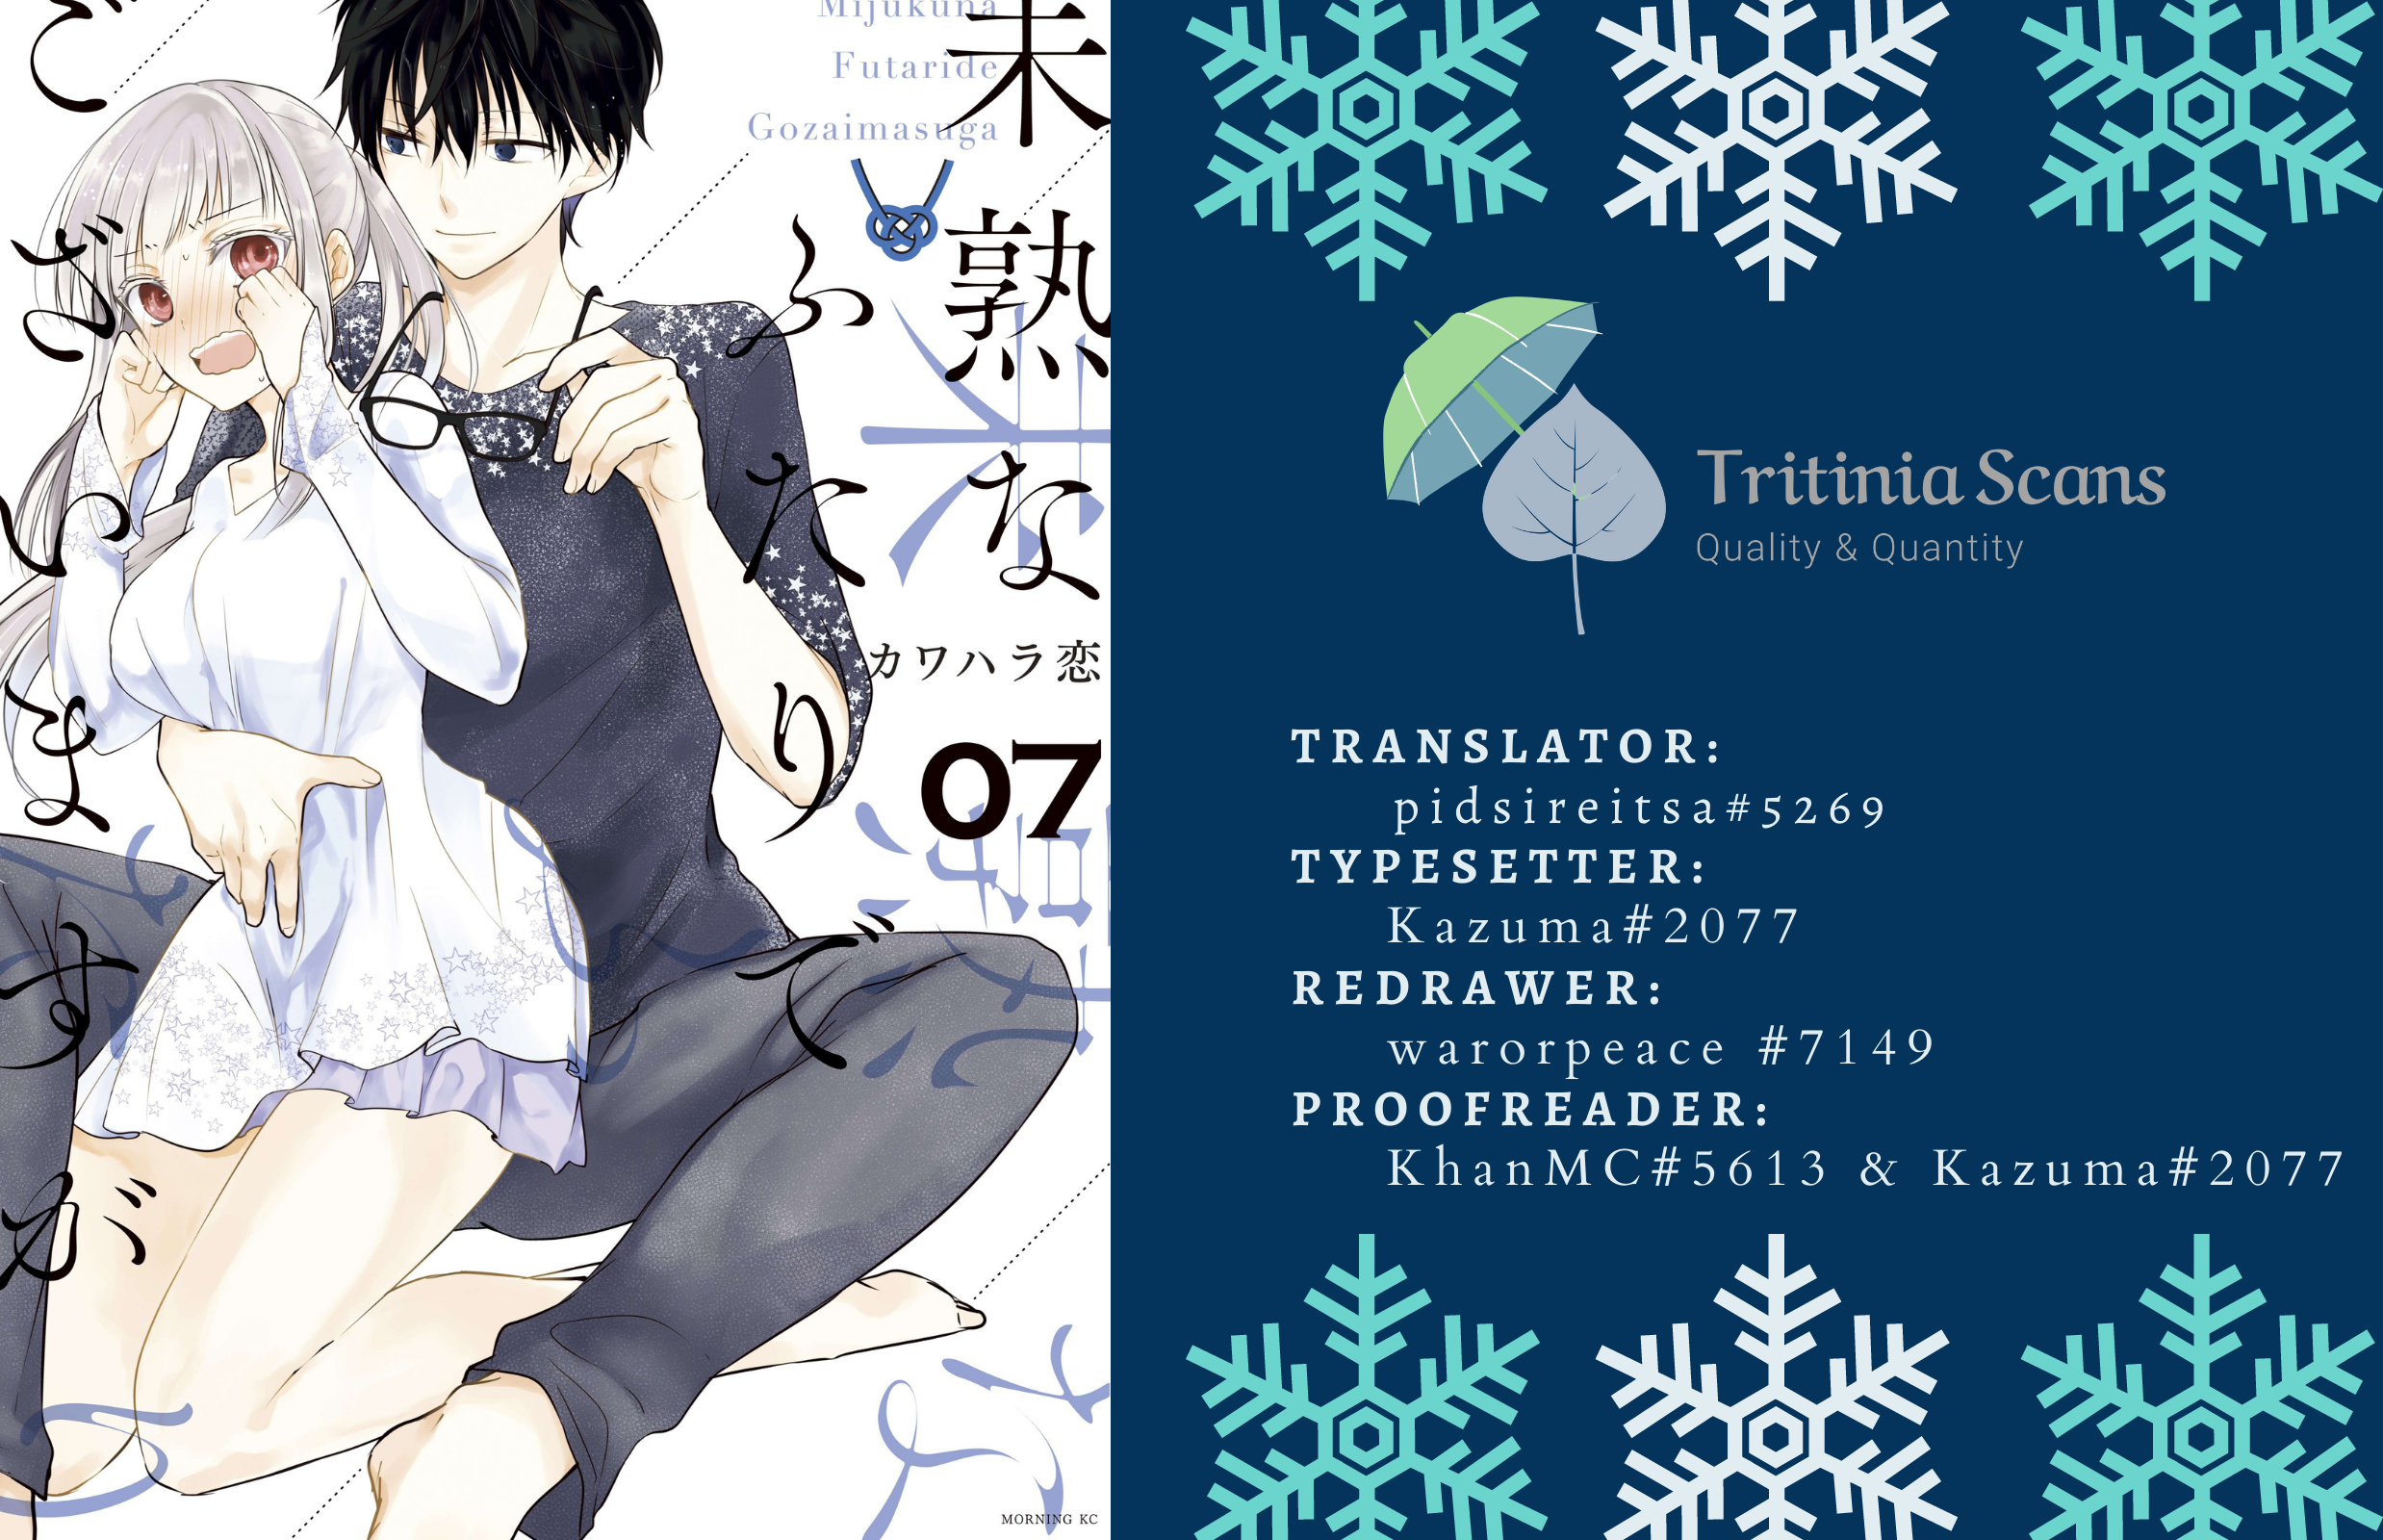 Mijukuna
Futaride
Gozaimasuga
未熟な
ふたりで
ございますが
カワハラ恋
07
MORNING KC
Tritinia Scans
Quality & Quantity
TRANSLATOR:
pidsireitsa#5269
TYPESETTER:
Kazuma#2077
REDRAWER:
warorpeace #7149
PROOFREADER:
KhanMC#5613 & Kazuma#2077